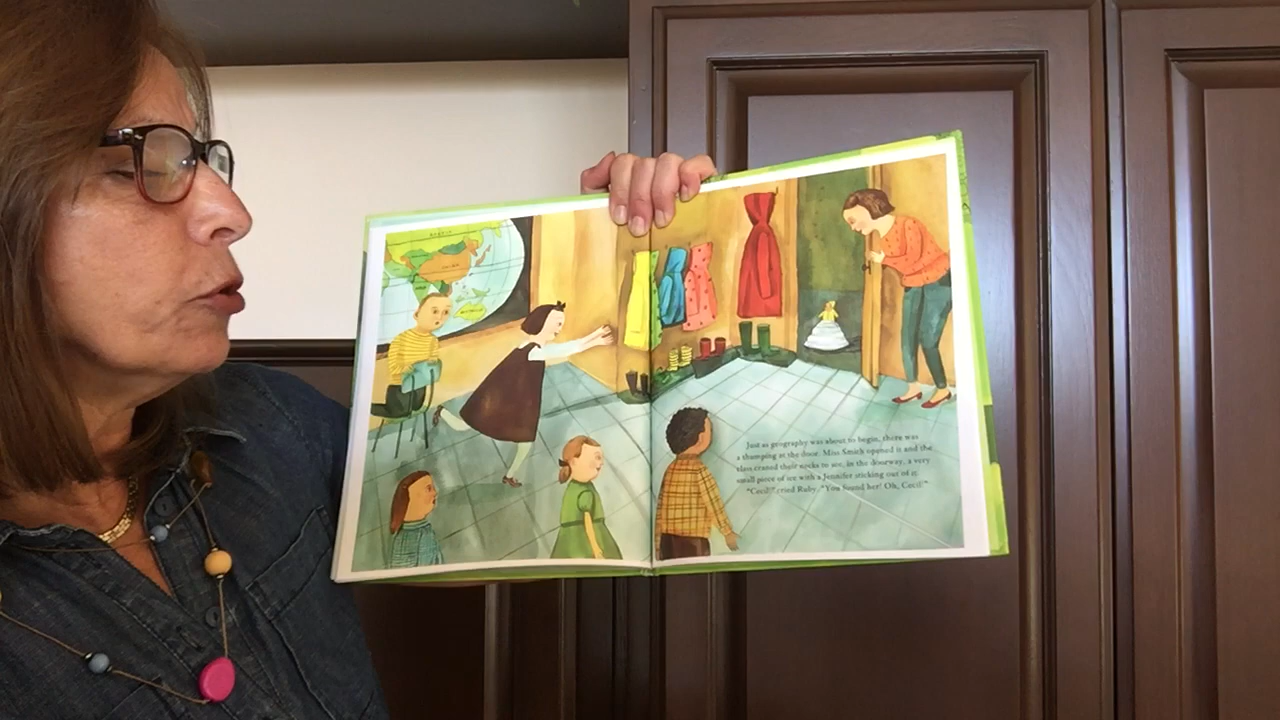 Just as geography was about to begin, there was
a thumping at the door. Miss Smith opened it and the
class craned their necks to see, in the doorway, a very
small piece of ice with a Jennifer sticking out of it.
"Cecil!" cried Ruby. "You found her! Oh, Cecil!"